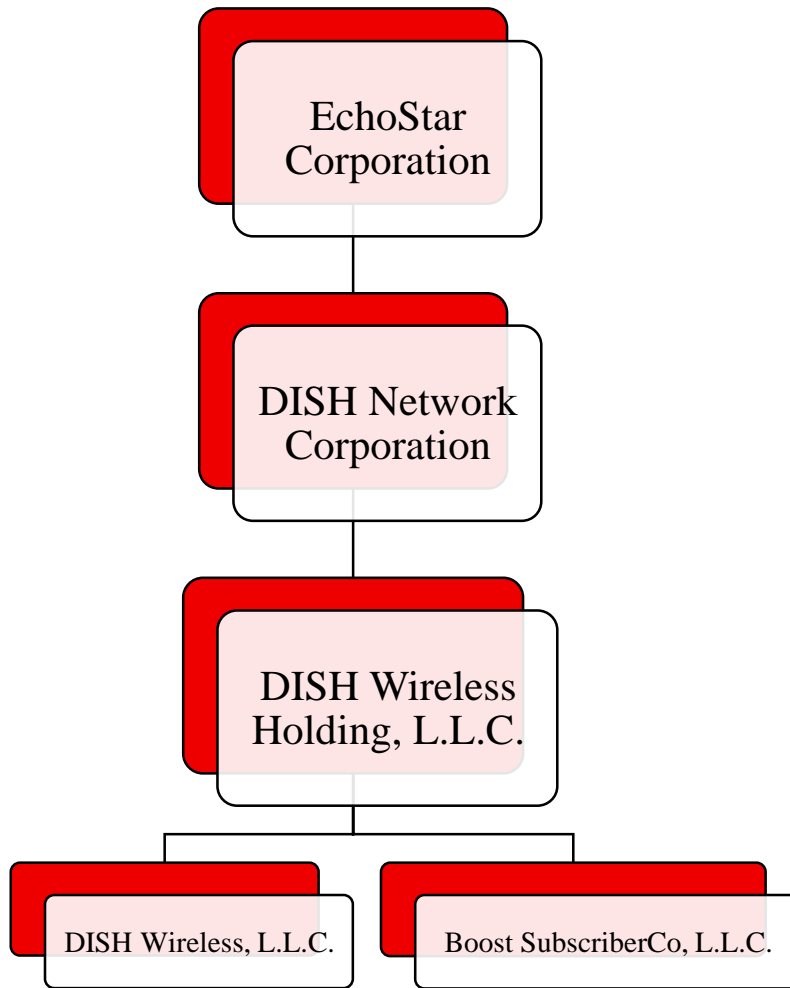 EchoStar
Corporation
DISH Network
Corporation
DISH Wireless
Holding, L.L.C.
DISH Wireless, L.L.C.
Boost SubscriberCo, L.L.C.